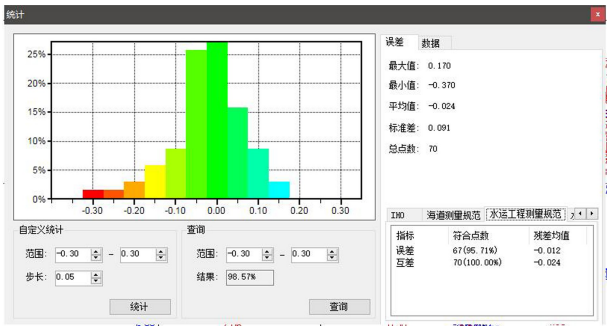 统计
x
25%
20%
15%
10%
5%
0%
-0.30 -0.20 -0.10 0.00 0.10 0.20 0.30
自定义统计
范围: -0.30 - 0.30
步长: 0.05
统计
查询
范围: -0.30 - 0.30
结果: 98.57%
查询
误差 数据
最大值: 0.170
最小值: -0.370
平均值: -0.024
标准差: 0.091
总点数: 70
IHO 海道测量规范 水运工程测量规范
指标 符合点数 残差均值
误差 67(95.71%) -0.012
互差 70(100.00%) -0.024